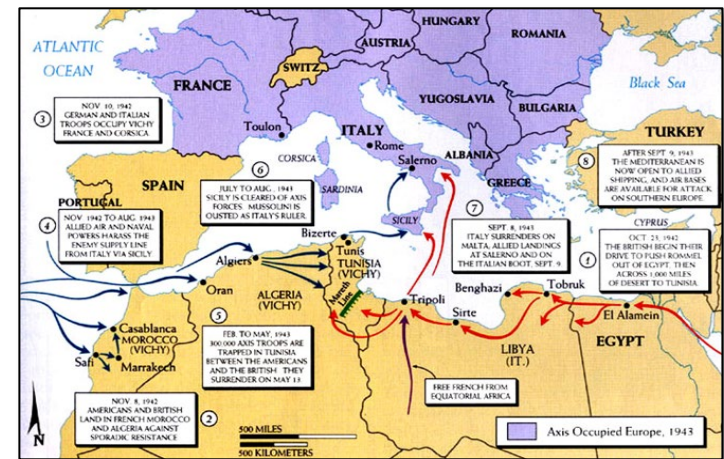 ATLANTIC
OCEAN
FRANCE
SWITZ
AUSTRIA
HUNGARY
ROMANIA
Black Sea
YUGOSLAVIA
BULGARIA
ITALY
Toulon
Rome
Salerno
CORSICA
SARDINIA
ALBANIA
GREECE
TURKEY
SPAIN
PORTUGAL
SICILY
CYPRUS
3
NOV. 10, 1942
GERMAN AND ITALIAN
TROOPS OCCUPY VICHY
FRANCE AND CORSICA
6
JULY TO AUG., 1943
SICILY IS CLEARED OF AXIS
FORCES. MUSSOLINI IS
OUSTED AS ITALY'S RULER.
8
AFTER SEPT. 9, 1943
THE MEDITERRANEAN IS
NOW OPEN TO ALLIED
SHIPPING, AND AIR BASES
ARE AVAILABLE FOR ATTACK
ON SOUTHERN EUROPE
4
NOV 1942 TO AUG. 1943
ALLIED AIR AND NAVAL
POWERS HARASS THE
ENEMY SUPPLY LINE
FROM ITALY VIA SICILY
7
SEPT. 8, 1943
ITALY SURRENDERS ON
MALTA, ALLIED LANDINGS
AT SALERNO AND ON
THE ITALIAN BOOT, SEPT. 9
1
OCT. 23, 1942
THE BRITISH BEGIN THEIR
DRIVE TO PUSH ROMMEL
OUT OF EGYPT. THEN
ACROSS 1,000 MILES
OF DESERT TO TUNISIA
Bizerte
Tunis
TUNISIA
(VICHY)
Mareth
Line
Algiers
Oran
ALGERIA
(VICHY)
Casablanca
MOROCCO
(VICHY)
Safi
Marrakech
Tripoli
Sirte
Benghazi
Tobruk
El Alamein
LIBYA
(IT.)
EGYPT
5
FEB. TO MAY, 1943
300,000 AXIS TROOPS ARE
TRAPPED IN TUNISIA
BETWEEN THE AMERICANS
AND THE BRITISH THEY
SURRENDER ON MAY 13
FREE FRENCH FROM
EQUATORIAL AFRICA
2
NOV. 8, 1942
AMERICANS AND BRITISH
LAND IN FRENCH MOROCCO
AND ALGERIA AGAINST
SPORADIC RESISTANCE
N
500 MILES
500 KILOMETERS
Axis Occupied Europe, 1943